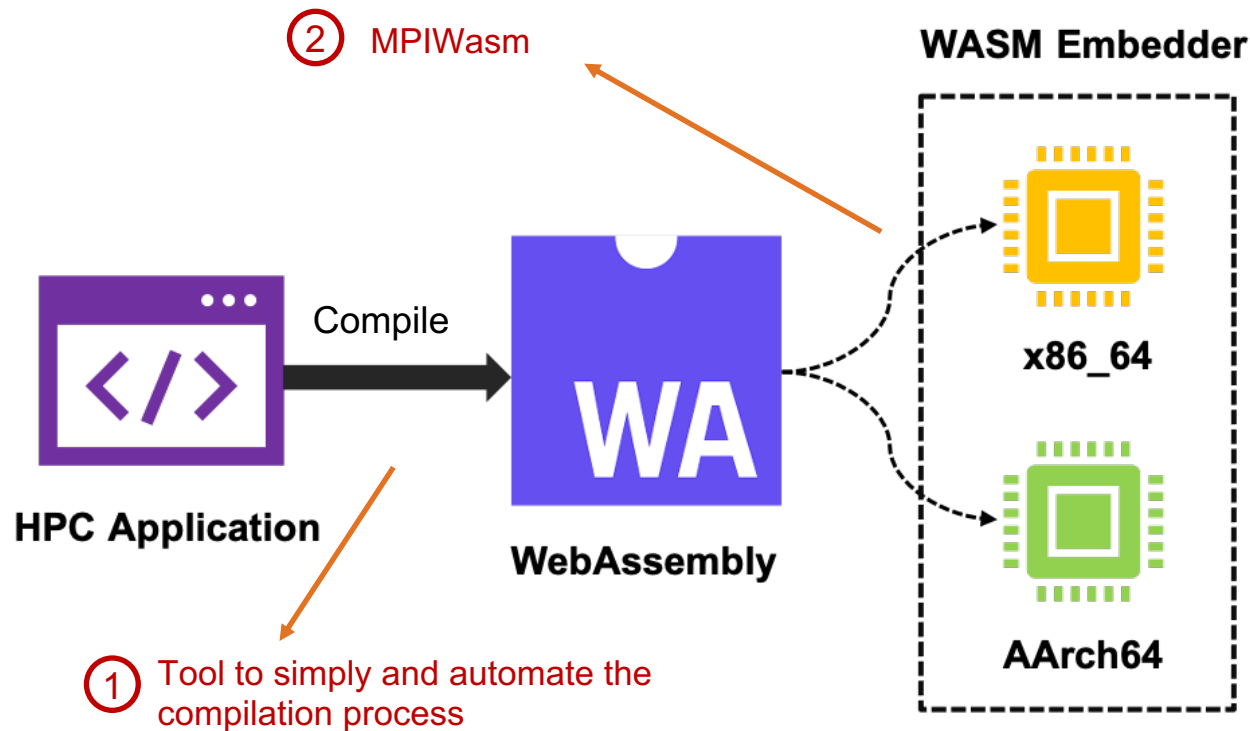 2 MPIWasm
WASM Embedder
</>
Compile
WA
x86_64
HPC Application
WebAssembly
AArch64
1 Tool to simply and automate the
compilation process